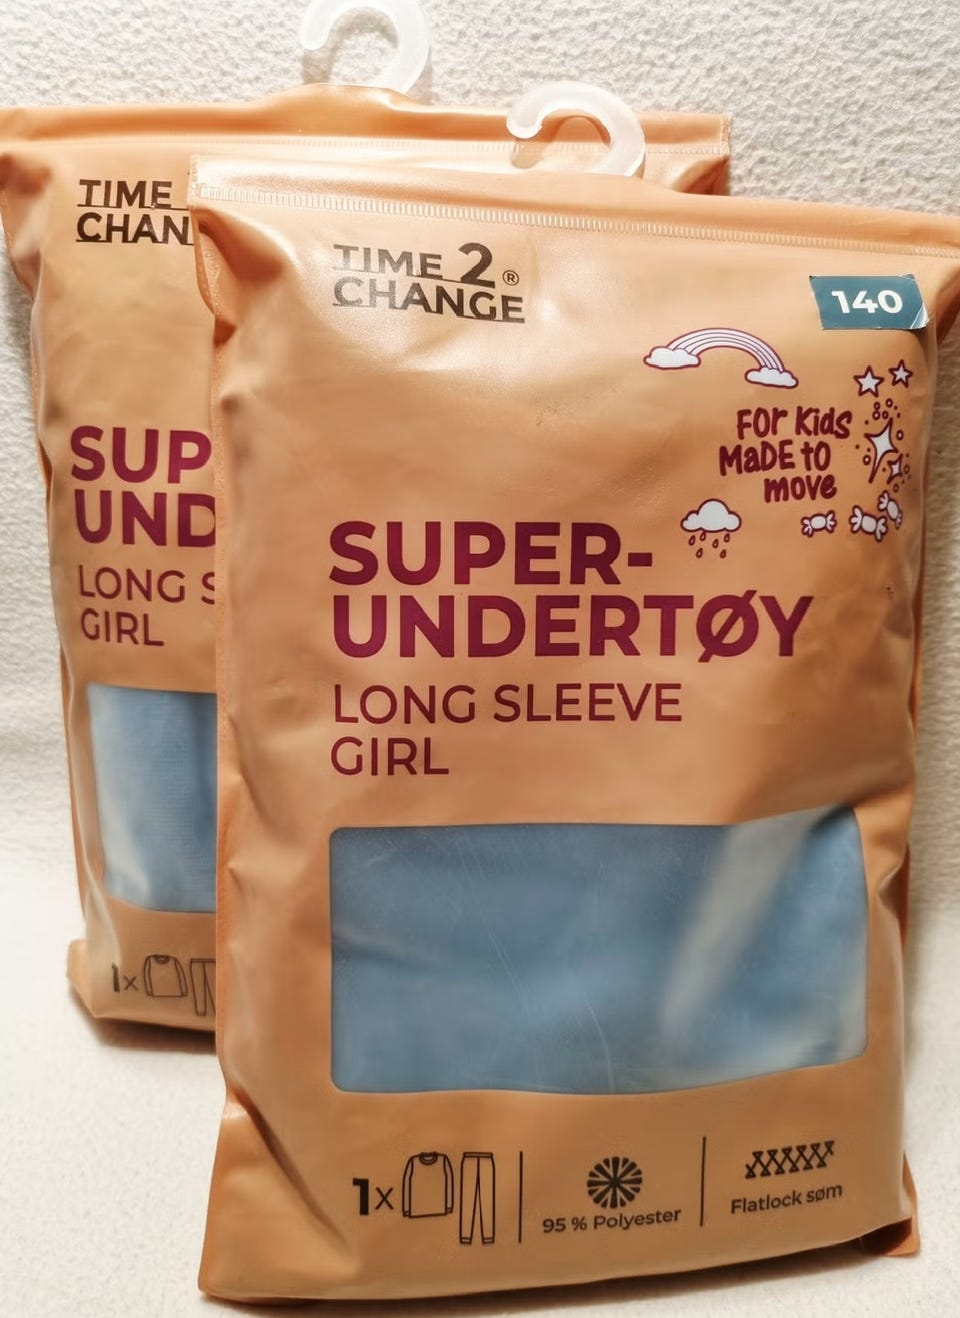 TIME
CHAN
SUP
UND
LONG S
GIRL
1x
TIME 2®
CHANGE
140
FOR Kids
MaDE to
move
SUPER-
UNDERTØY
LONG SLEEVE
GIRL
1x
95 % Polyester
Flatlock søm